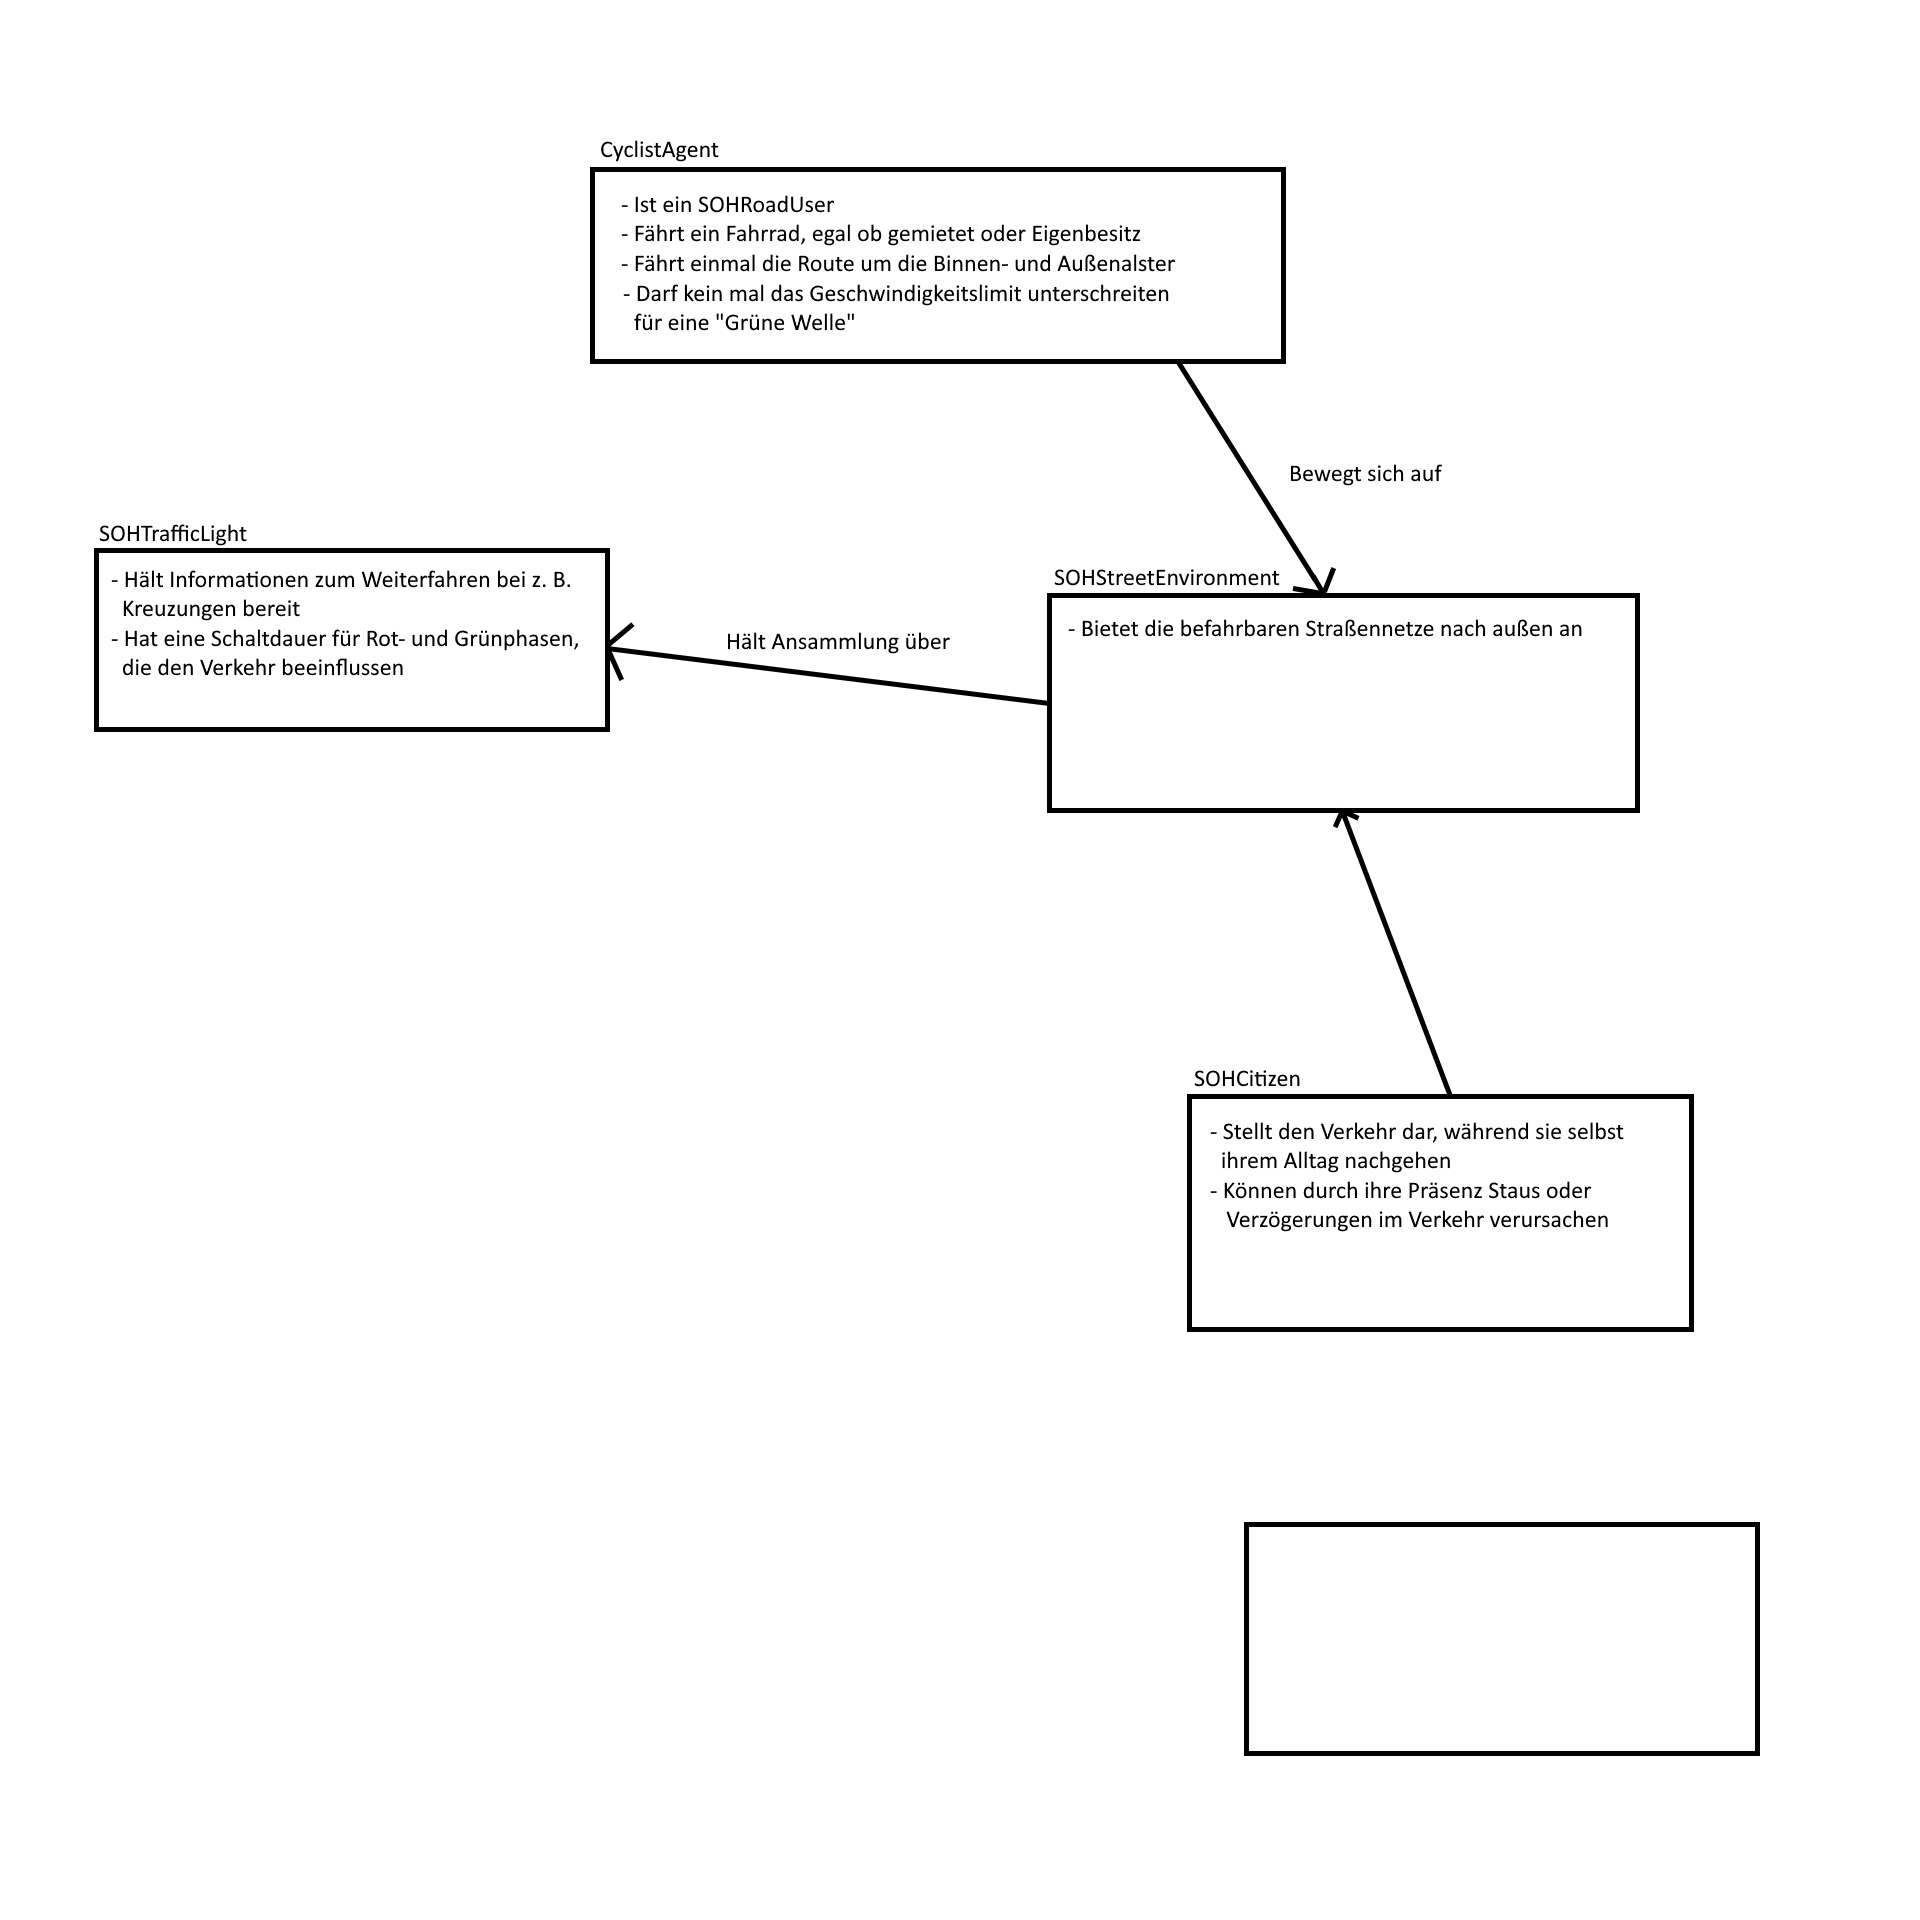 CyclistAgent
- Ist ein SOHRoadUser
- Fährt ein Fahrrad, egal ob gemietet oder Eigenbesitz
- Fährt einmal die Route um die Binnen- und Außenalster
- Darf kein mal das Geschwindigkeitslimit unterschreiten
für eine "Grüne Welle"
Bewegt sich auf
SOHTrafficLight
- Hält Informationen zum Weiterfahren bei z. B.
Kreuzungen bereit
- Hat eine Schaltdauer für Rot- und Grünphasen,
die den Verkehr beeinflussen
Hält Ansammlung über
SOHStreetEnvironment
- Bietet die befahrbaren Straßennetze nach außen an
SOHCitizen
- Stellt den Verkehr dar, während sie selbst
ihrem Alltag nachgehen
- Können durch ihre Präsenz Staus oder
Verzögerungen im Verkehr verursachen